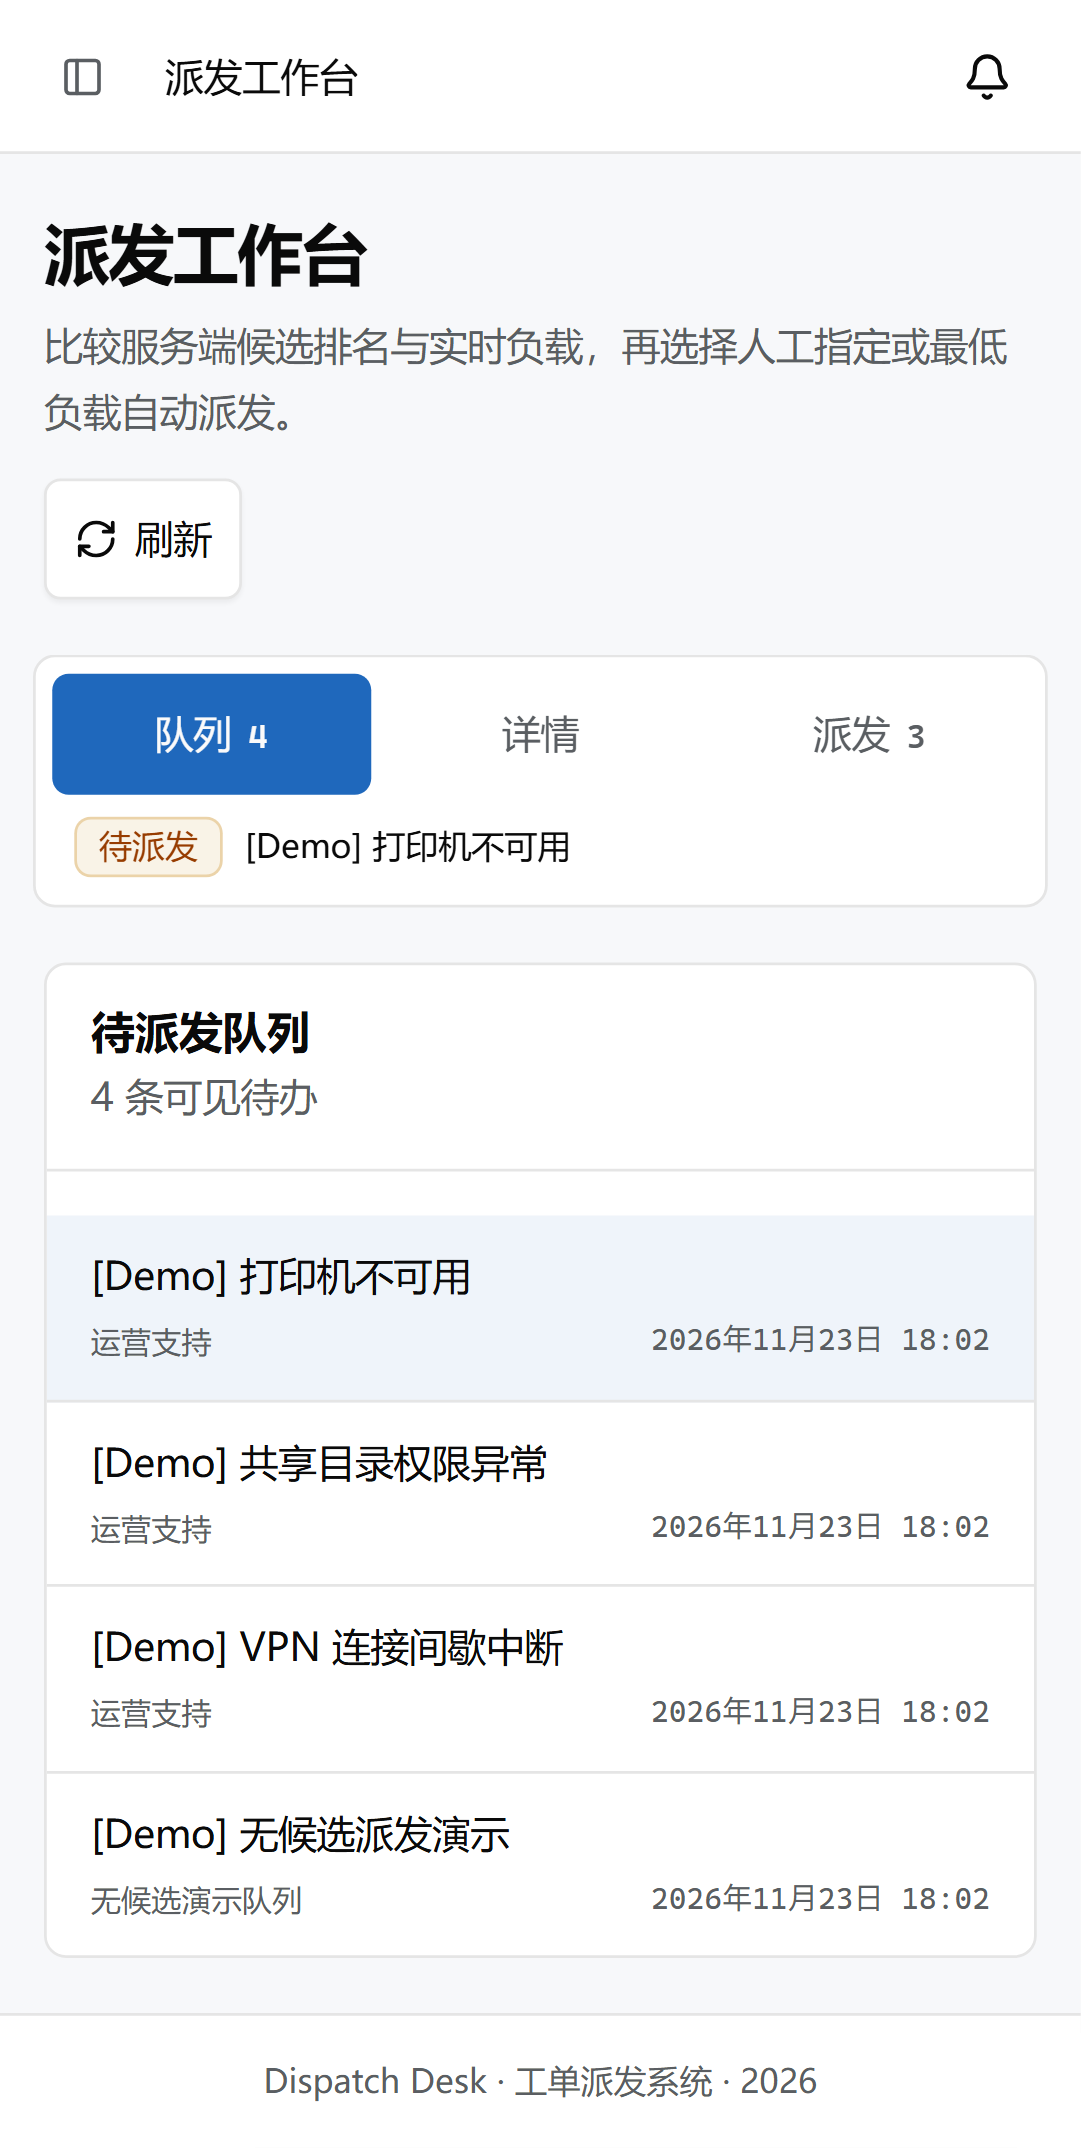 派发工作台
派发工作台
比较服务端候选排名与实时负载，再选择人工指定或最低
负载自动派发。
刷新
队列 4 详情 派发 3
待派发 [Demo] 打印机不可用
待派发队列
4 条可见待办
[Demo] 打印机不可用
运营支持 2026年11月23日 18:02
[Demo] 共享目录权限异常
运营支持 2026年11月23日 18:02
[Demo] VPN 连接间歇中断
运营支持 2026年11月23日 18:02
[Demo] 无候选派发演示
无候选演示队列 2026年11月23日 18:02
Dispatch Desk · 工单派发系统 · 2026